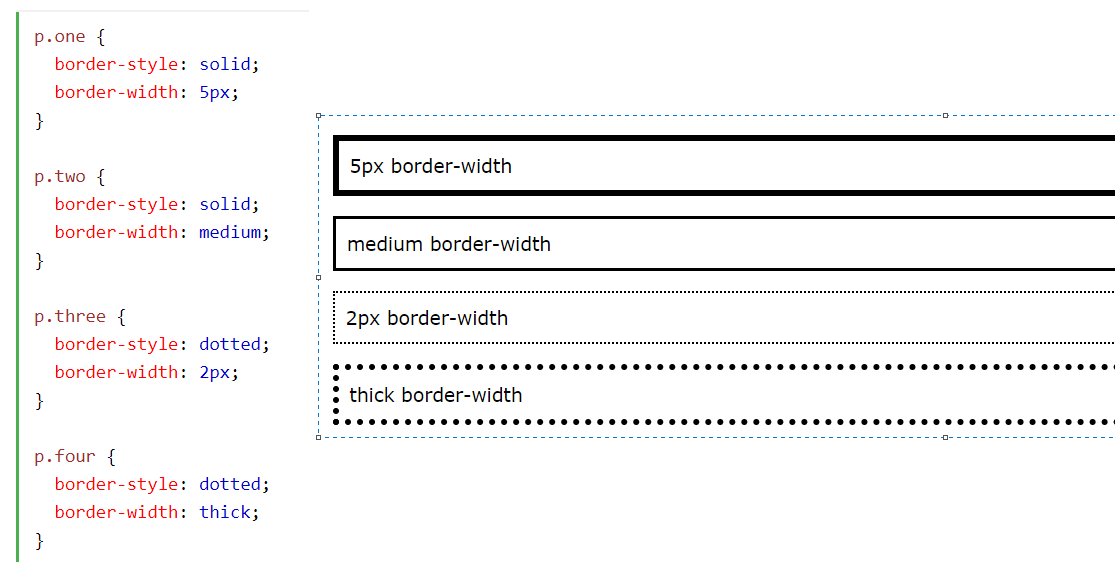 p.one {
  border-style: solid;
  border-width: 5px;
}
p.two {
  border-style: solid;
  border-width: medium;
}
p.three {
  border-style: dotted;
  border-width: 2px;
}
p.four {
  border-style: dotted;
  border-width: thick;
}
5px border-width
medium border-width
2px border-width
thick border-width